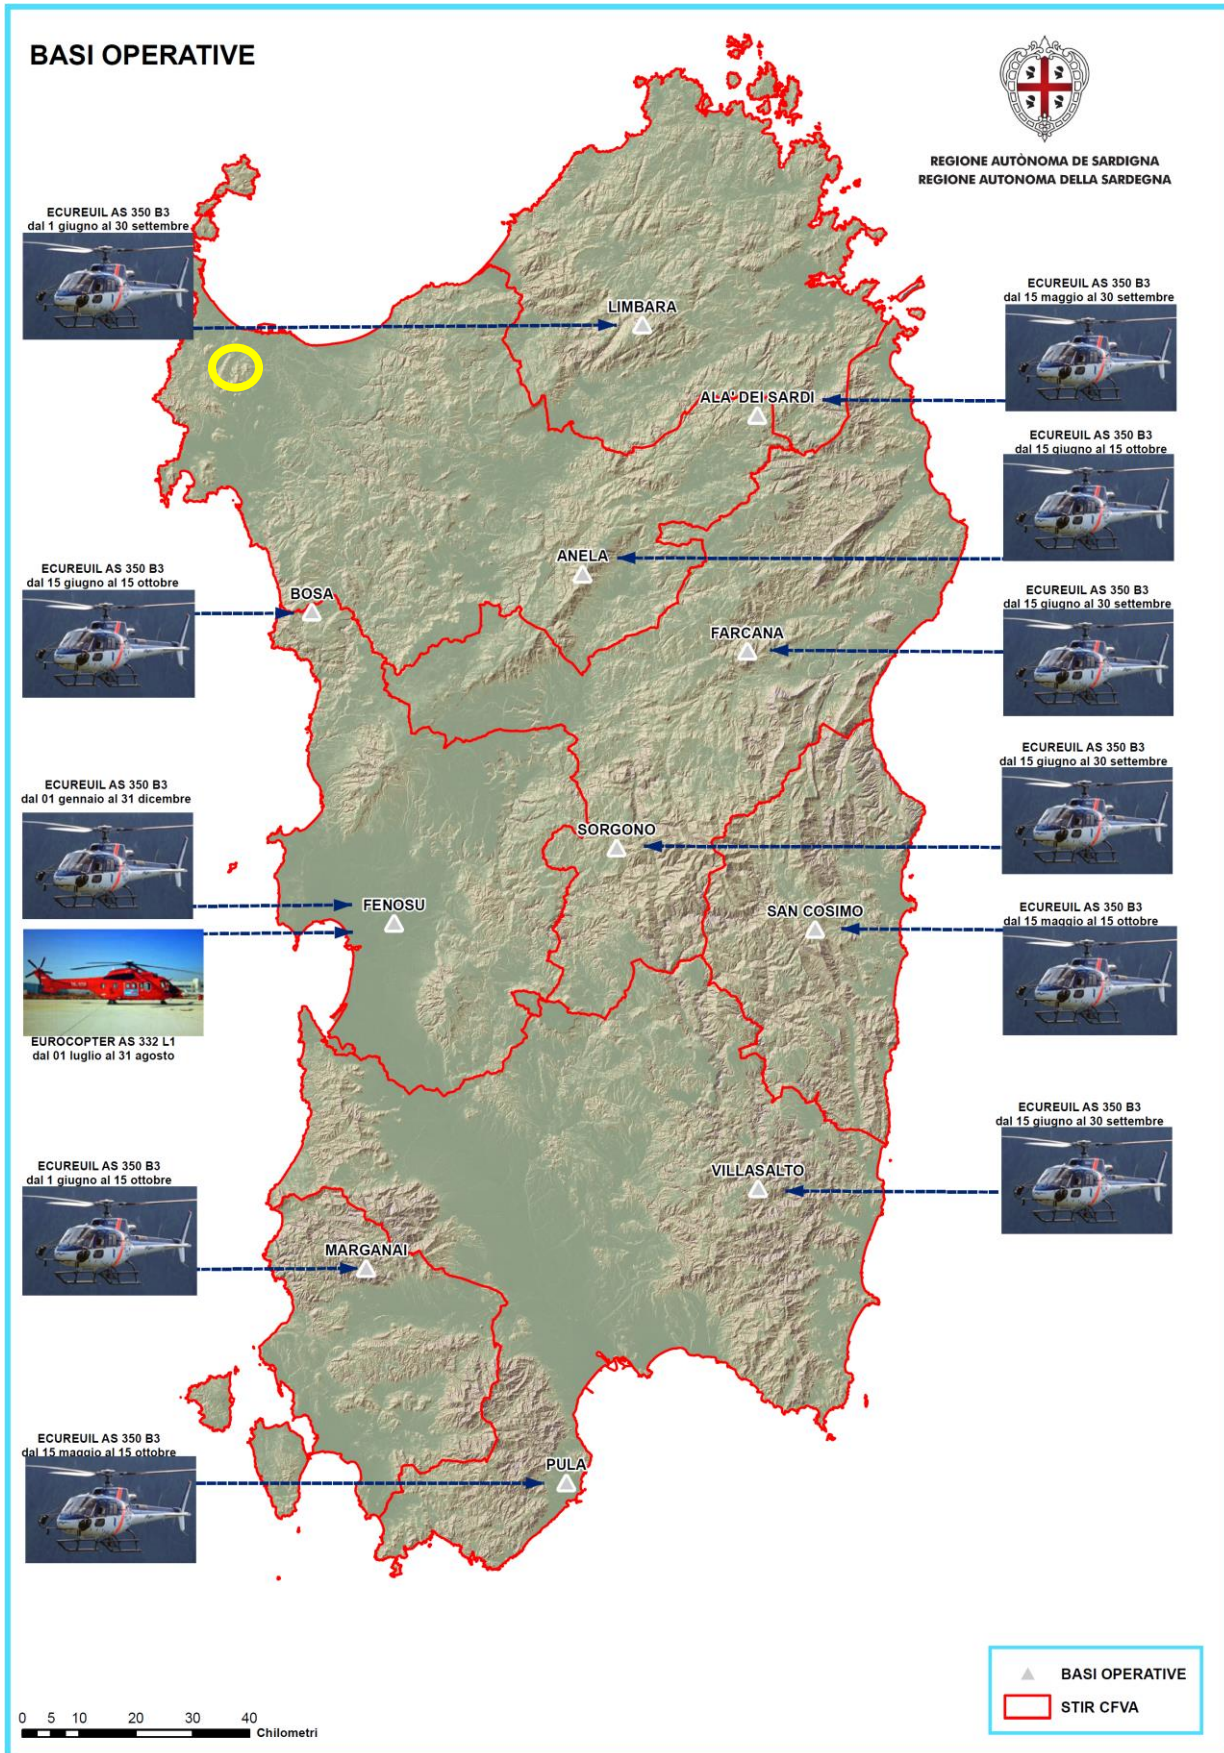 BASI OPERATIVE
REGIONE AUTÒNOMA DE SARDIGNA
REGIONE AUTONOMA DELLA SARDEGNA
ECUREUIL AS 350 B3
dal 1 giugno al 30 settembre
LIMBARA
ECUREUIL AS 350 B3
dal 15 maggio al 30 settembre
ALA' DEI SARDI
ECUREUIL AS 350 B3
dal 15 giugno al 15 ottobre
ANELA
ECUREUIL AS 350 B3
dal 15 giugno al 15 ottobre
BOSA
ECUREUIL AS 350 B3
dal 15 giugno al 30 settembre
FARCANA
ECUREUIL AS 350 B3
dal 15 giugno al 30 settembre
SORGONO
ECUREUIL AS 350 B3
dal 01 gennaio al 31 dicembre
FENOSU
EUROCOPTER AS 332 L1
dal 01 luglio al 31 agosto
ECUREUIL AS 350 B3
dal 15 maggio al 15 ottobre
SAN COSIMO
ECUREUIL AS 350 B3
dal 15 giugno al 30 settembre
VILLASALTO
ECUREUIL AS 350 B3
dal 1 giugno al 15 ottobre
MARGANAI
ECUREUIL AS 350 B3
dal 15 maggio al 15 ottobre
PULA
BASI OPERATIVE
STIR CFVA
0 5 10 20 30 40
Chilometri